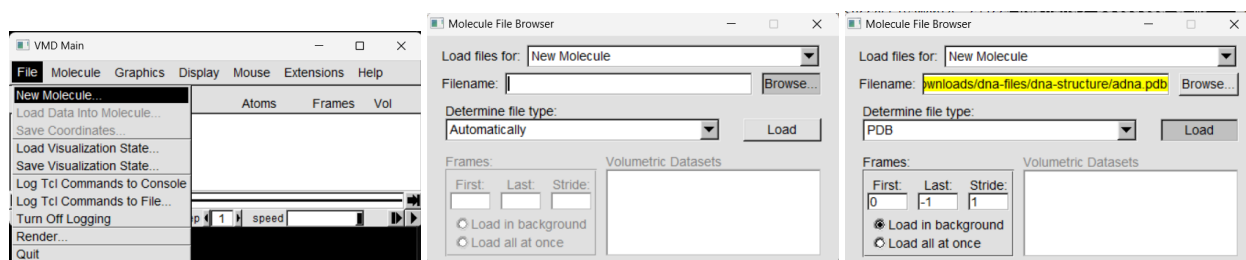 VMD Main
File Molecule Graphics Display Mouse Extensions Help
New Molecule...
Load Data Into Molecule...
Save Coordinates...
Load Visualization State...
Save Visualization State...
Log Tcl Commands to Console
Log Tcl Commands to File...
Turn Off Logging
Render...
Quit
Atoms Frames Vol
1 speed
Molecule File Browser
Load files for: New Molecule
Filename: Browse...
Determine file type:
Automatically Load
Frames: Volumetric Datasets
First: Last: Stride:
Load in background
Load all at once
Molecule File Browser
Load files for: New Molecule
Filename: ownloads/dna-files/dna-structure/adna.pdb Browse...
Determine file type:
PDB Load
Frames: Volumetric Datasets
First: Last: Stride:
0 -1 1
Load in background
Load all at once